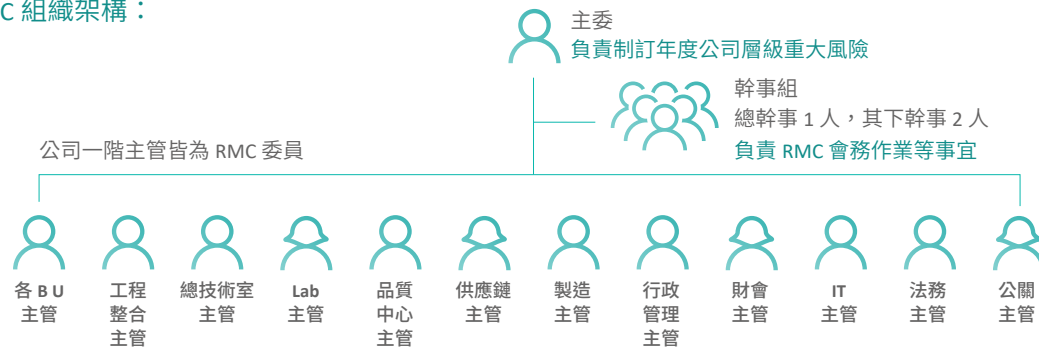 C 組織架構：
主委
負責制訂年度公司層級重大風險
幹事組
總幹事 1 人，其下幹事 2 人
負責 RMC 會務作業等事宜
公司一階主管皆為 RMC 委員
各 B U
主管
工程
整合
主管
總技術室
主管
Lab
主管
品質
中心
主管
供應鏈
主管
製造
主管
行政
管理
主管
財會
主管
IT
主管
法務
主管
公關
主管